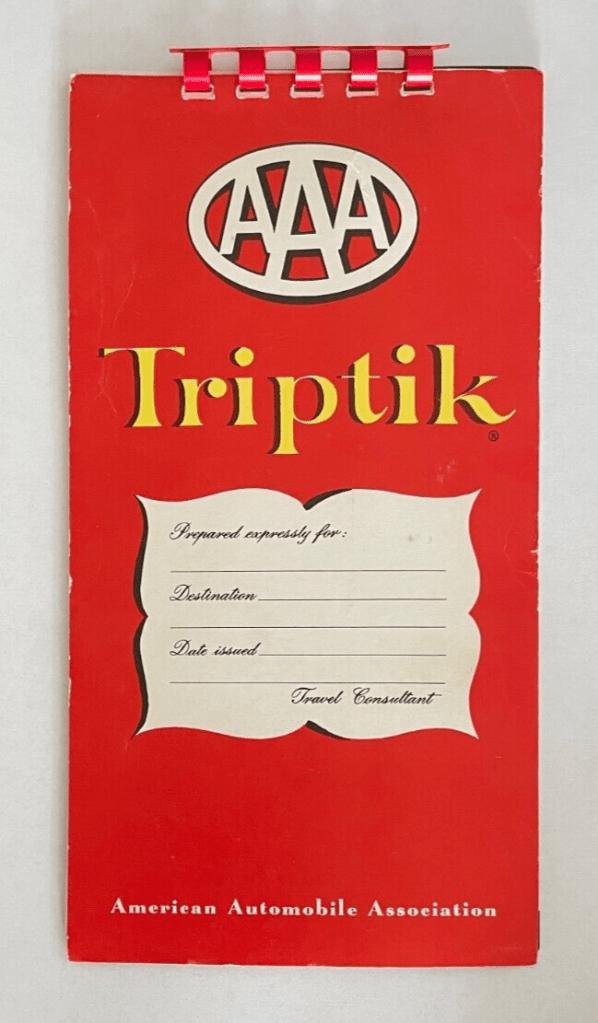 AAA
Triptik
®
Prepared expressly for:
Destination
Date issued
Travel Consultant
American Automobile Association